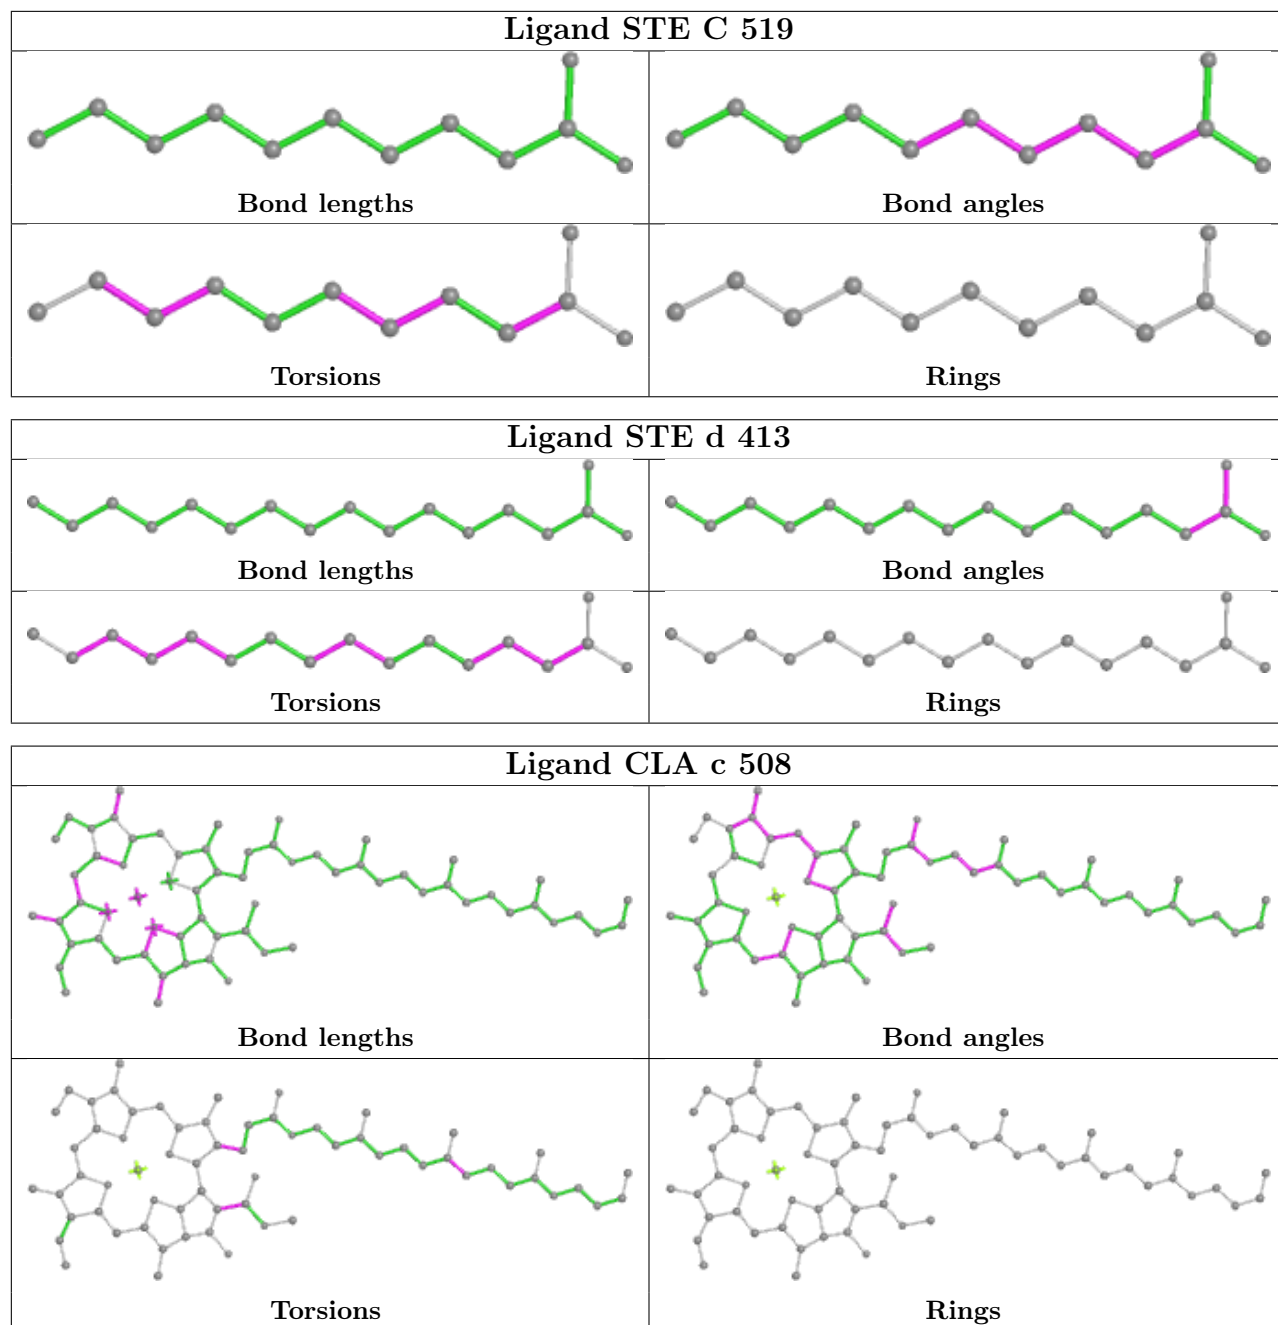 Ligand STE C 519
Bond lengths
Bond angles
Torsions
Rings
Ligand STE d 413
Bond lengths
Bond angles
Torsions
Rings
Ligand CLA c 508
Bond lengths
Bond angles
Torsions
Rings